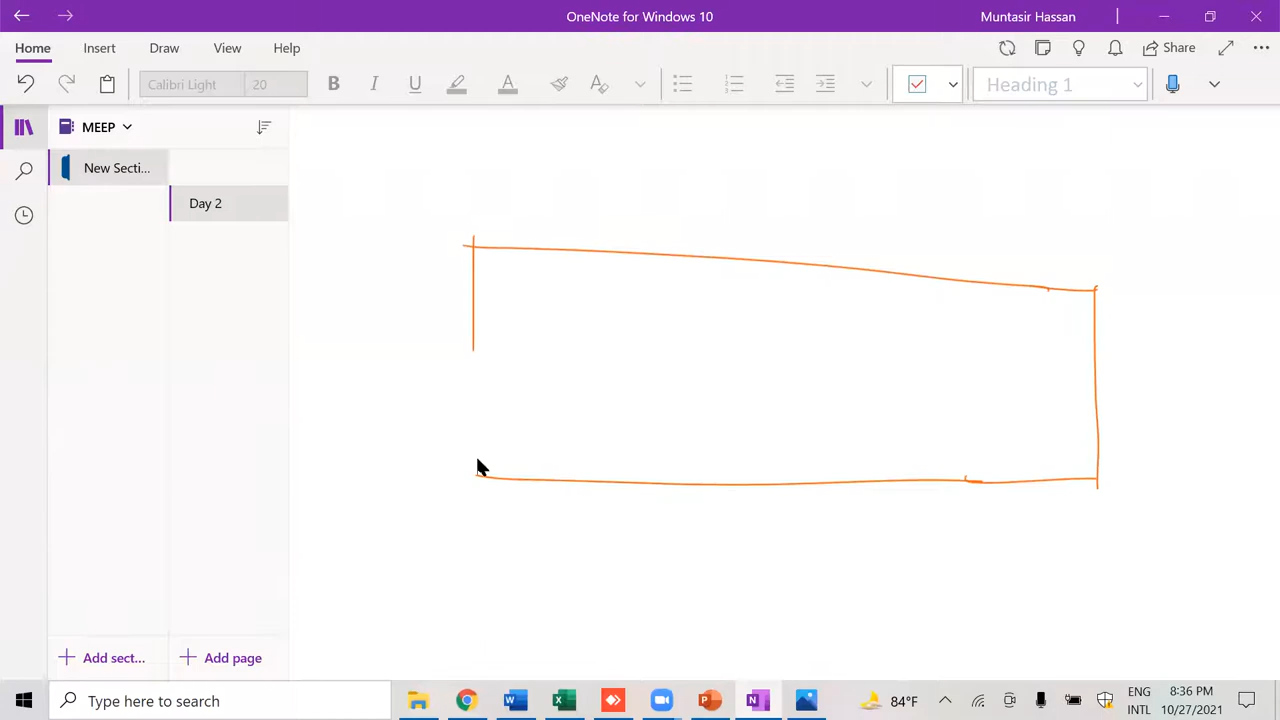 OneNote for Windows 10
Muntasir Hassan
Home Insert Draw View Help
Share
Calibri Light 20
B I U A A
Heading 1
MEEP
New Secti...
Day 2
Add sect...
Add page
Type here to search
84°F
ENG
INTL
8:36 PM
10/27/2021